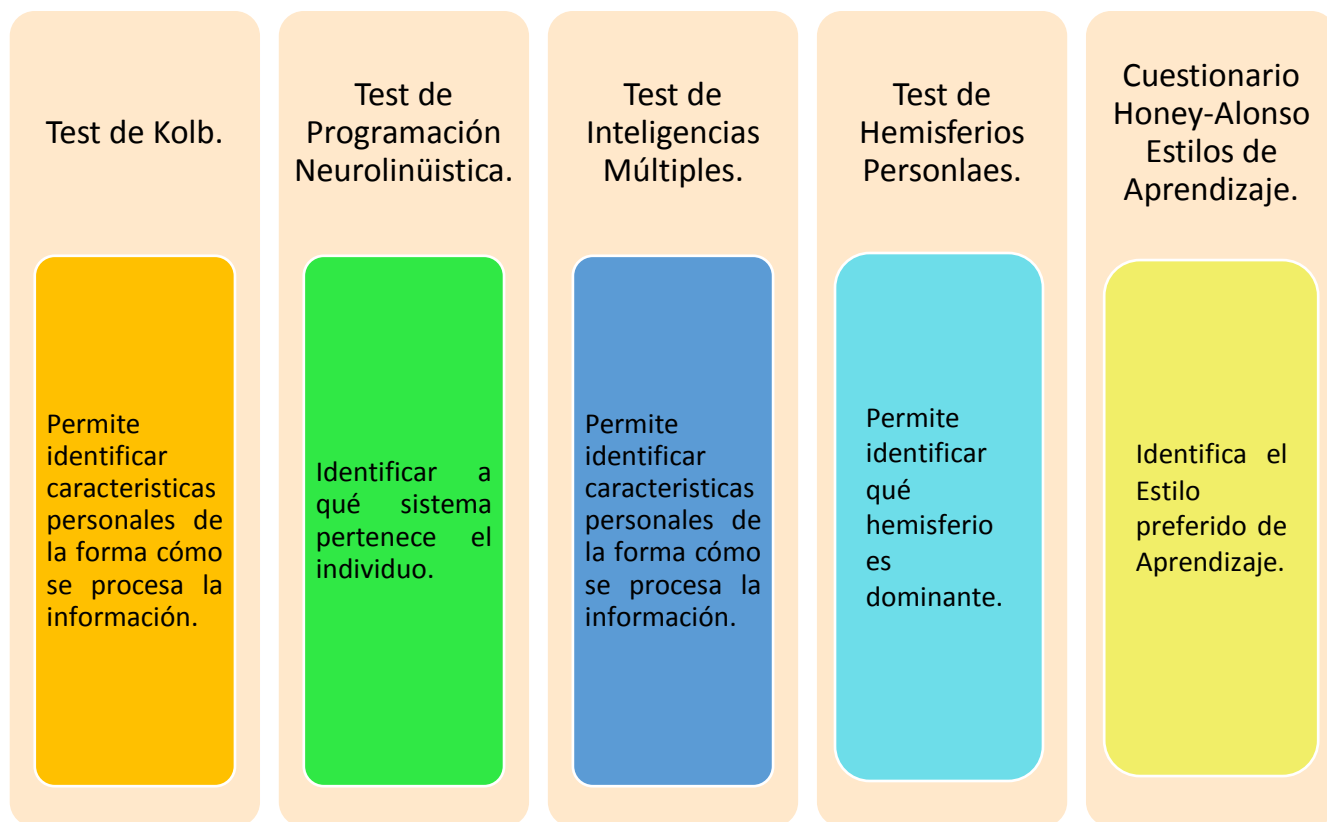 Test de Kolb.
Permite
identificar
caracteristicas
personales de
la forma cómo
se procesa la
información.
Test de
Programación
Neurolinüistica.
Identificar a
qué sistema
pertenece el
individuo.
Test de
Inteligencias
Múltiples.
Permite
identificar
caracteristicas
personales de
la forma cómo
se procesa la
información.
Test de
Hemisferios
Personlaes.
Permite
identificar
qué
hemisferio
es
dominante.
Cuestionario
Honey-Alonso
Estilos de
Aprendizaje.
Identifica el
Estilo
preferido de
Aprendizaje.